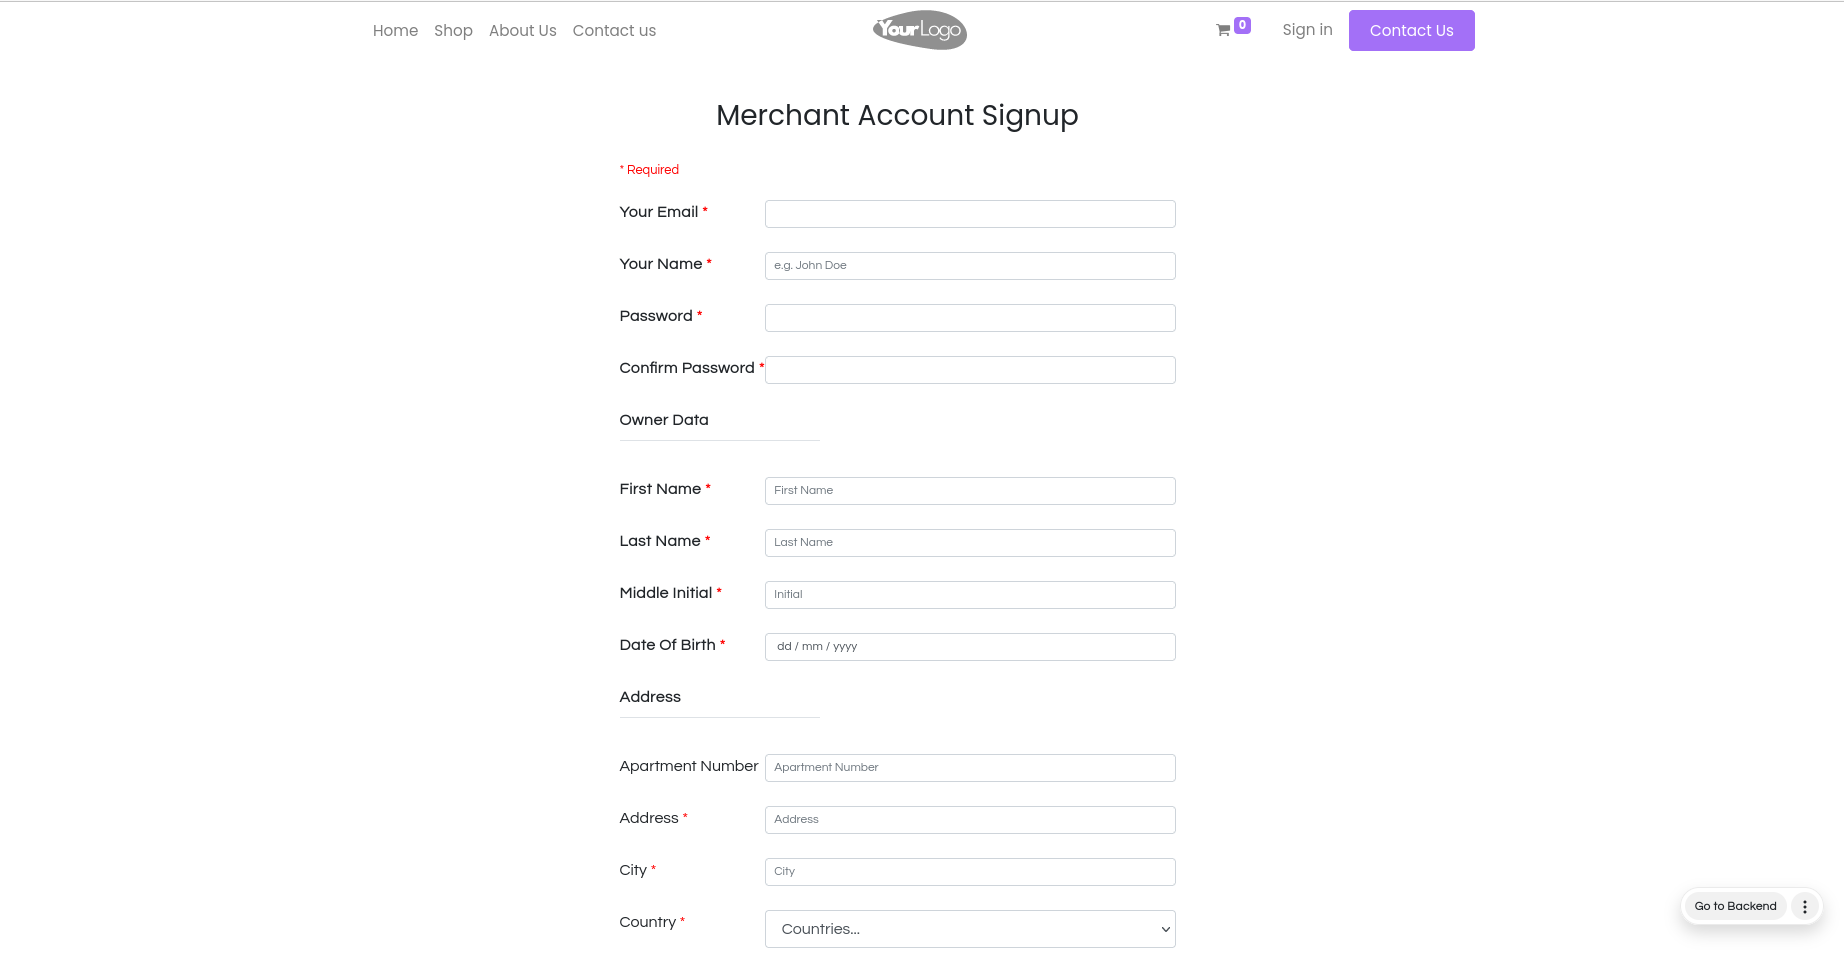 Home Shop About Us Contact us YourLogo 0 Sign in Contact Us
Merchant Account Signup
* Required
Your Email *
Your Name * e.g. John Doe
Password *
Confirm Password *
Owner Data
First Name * First Name
Last Name * Last Name
Middle Initial * Initial
Date Of Birth * dd / mm / yyyy
Address
Apartment Number Apartment Number
Address * Address
City * City
Go to Backend
Country * Countries...